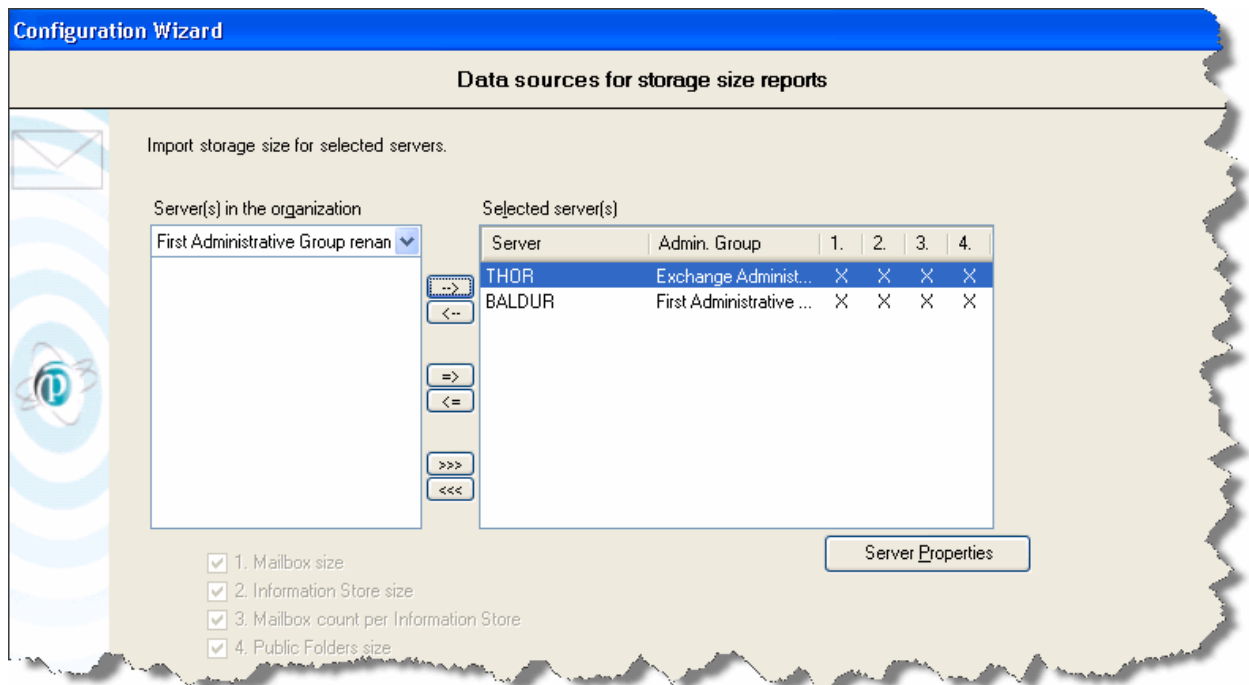 Configuration Wizard
Data sources for storage size reports
Import storage size for selected servers.
Server(s) in the organization
Selected server(s)
First Administrative Group renan
Server Admin. Group 1. 2. 3. 4.
THOR Exchange Administ... X X X X
BALDUR First Administrative ... X X X X
-->
<--
=>
<=
>>>
<<<
Server Properties
1. Mailbox size
2. Information Store size
3. Mailbox count per Information Store
4. Public Folders size
p